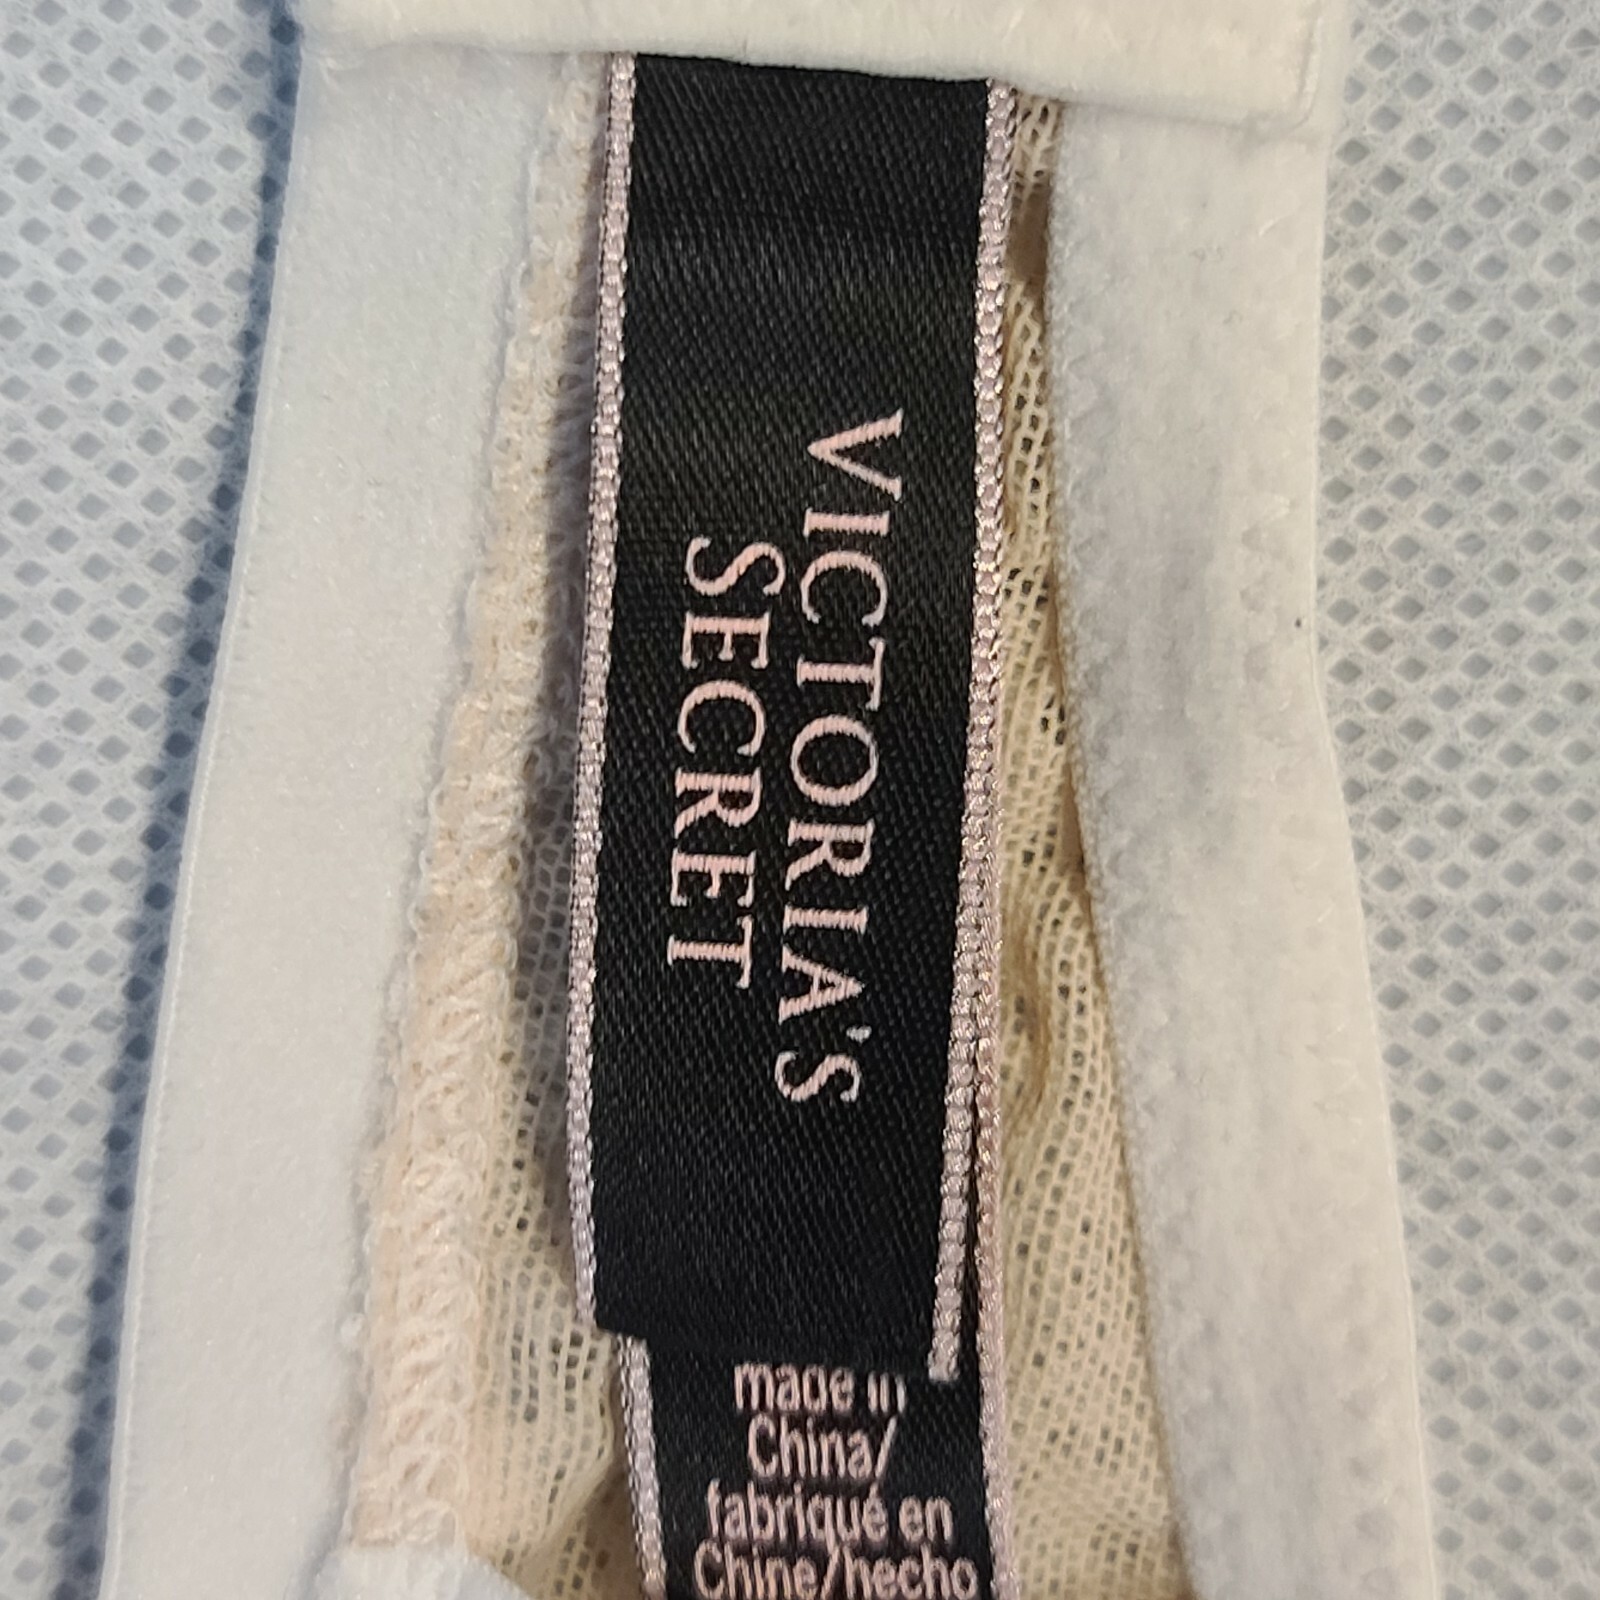 VICTORIA'S
SECRET
made in
China/
fabriqué en
Chine/hecho